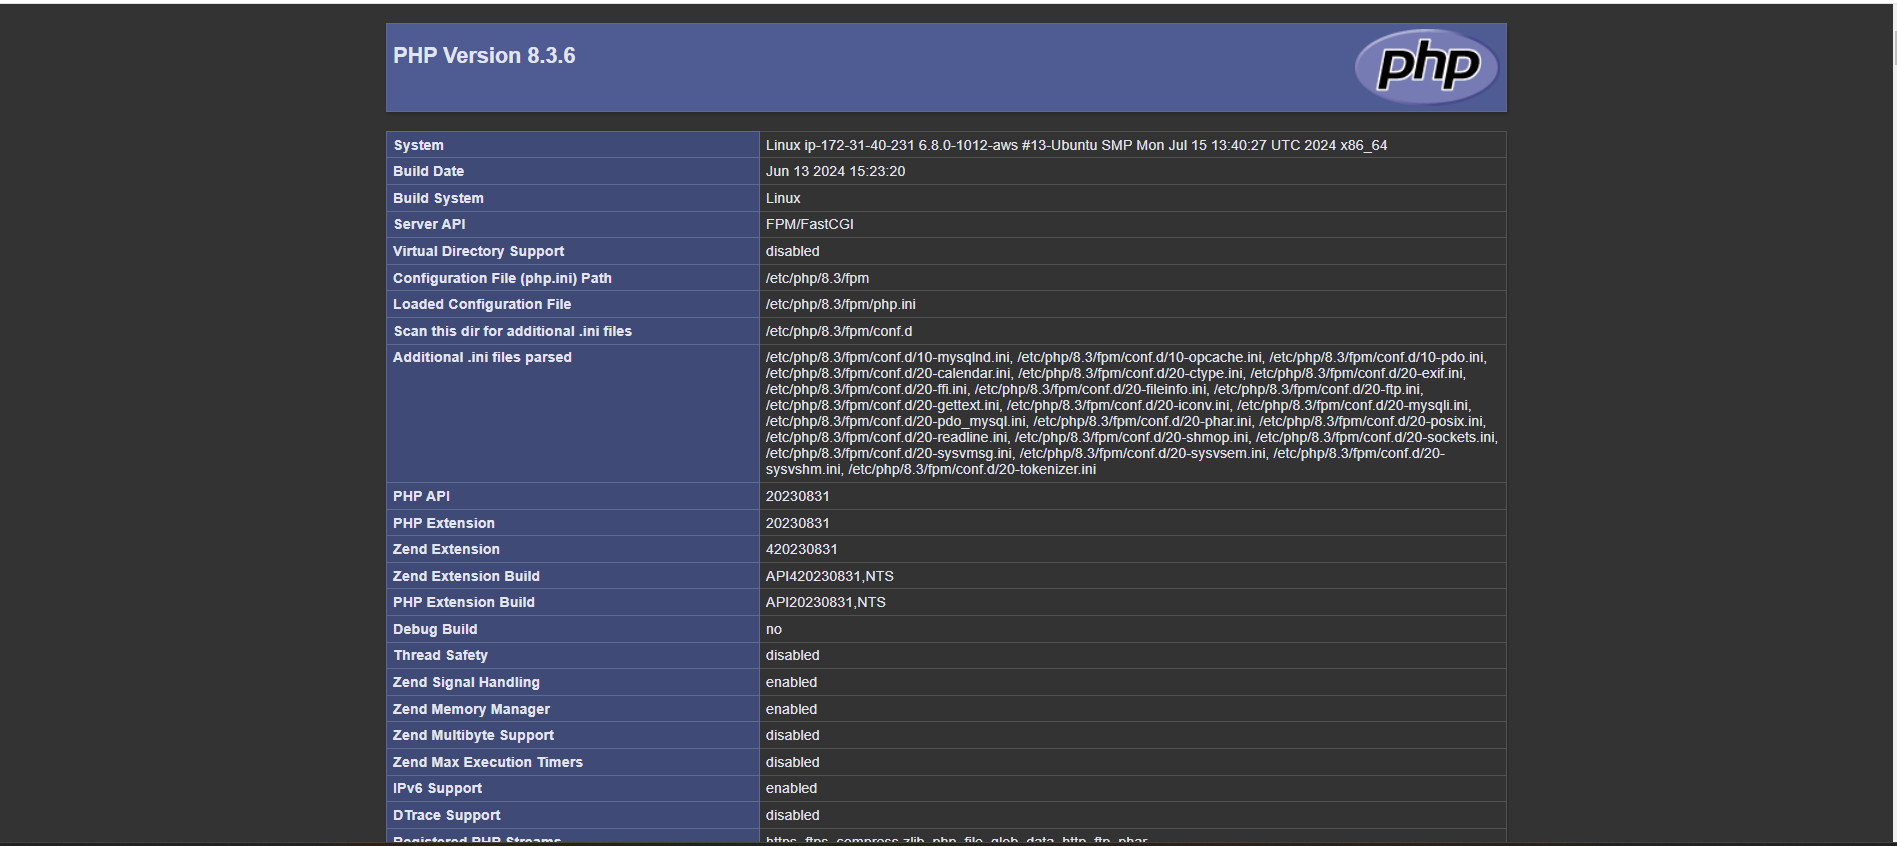 PHP Version 8.3.6
php
System Linux ip-172-31-40-231 6.8.0-1012-aws #13-Ubuntu SMP Mon Jul 15 13:40:27 UTC 2024 x86_64
Build Date Jun 13 2024 15:23:20
Build System Linux
Server API FPM/FastCGI
Virtual Directory Support disabled
Configuration File (php.ini) Path /etc/php/8.3/fpm
Loaded Configuration File /etc/php/8.3/fpm/php.ini
Scan this dir for additional .ini files /etc/php/8.3/fpm/conf.d
Additional .ini files parsed /etc/php/8.3/fpm/conf.d/10-mysqlnd.ini, /etc/php/8.3/fpm/conf.d/10-opcache.ini, /etc/php/8.3/fpm/conf.d/10-pdo.ini,
/etc/php/8.3/fpm/conf.d/20-calendar.ini, /etc/php/8.3/fpm/conf.d/20-ctype.ini, /etc/php/8.3/fpm/conf.d/20-exif.ini,
/etc/php/8.3/fpm/conf.d/20-ffi.ini, /etc/php/8.3/fpm/conf.d/20-fileinfo.ini, /etc/php/8.3/fpm/conf.d/20-ftp.ini,
/etc/php/8.3/fpm/conf.d/20-gettext.ini, /etc/php/8.3/fpm/conf.d/20-iconv.ini, /etc/php/8.3/fpm/conf.d/20-mysqli.ini,
/etc/php/8.3/fpm/conf.d/20-pdo_mysql.ini, /etc/php/8.3/fpm/conf.d/20-phar.ini, /etc/php/8.3/fpm/conf.d/20-posix.ini,
/etc/php/8.3/fpm/conf.d/20-readline.ini, /etc/php/8.3/fpm/conf.d/20-shmop.ini, /etc/php/8.3/fpm/conf.d/20-sockets.ini,
/etc/php/8.3/fpm/conf.d/20-sysvmsg.ini, /etc/php/8.3/fpm/conf.d/20-sysvsem.ini, /etc/php/8.3/fpm/conf.d/20-
sysvshm.ini, /etc/php/8.3/fpm/conf.d/20-tokenizer.ini
PHP API 20230831
PHP Extension 20230831
Zend Extension 420230831
Zend Extension Build API420230831,NTS
PHP Extension Build API20230831,NTS
Debug Build no
Thread Safety disabled
Zend Signal Handling enabled
Zend Memory Manager enabled
Zend Multibyte Support disabled
Zend Max Execution Timers disabled
IPv6 Support enabled
DTrace Support disabled
Registered PHP Streams https, ftps, compress.zlib, php, file, glob, data, http, ftp, phar